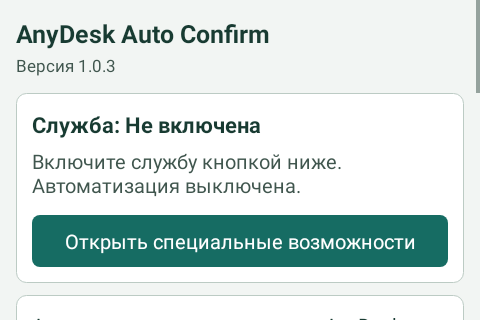 AnyDesk Auto Confirm
Версия 1.0.3
Служба: Не включена
Включите службу кнопкой ниже.
Автоматизация выключена.
Открыть специальные возможности